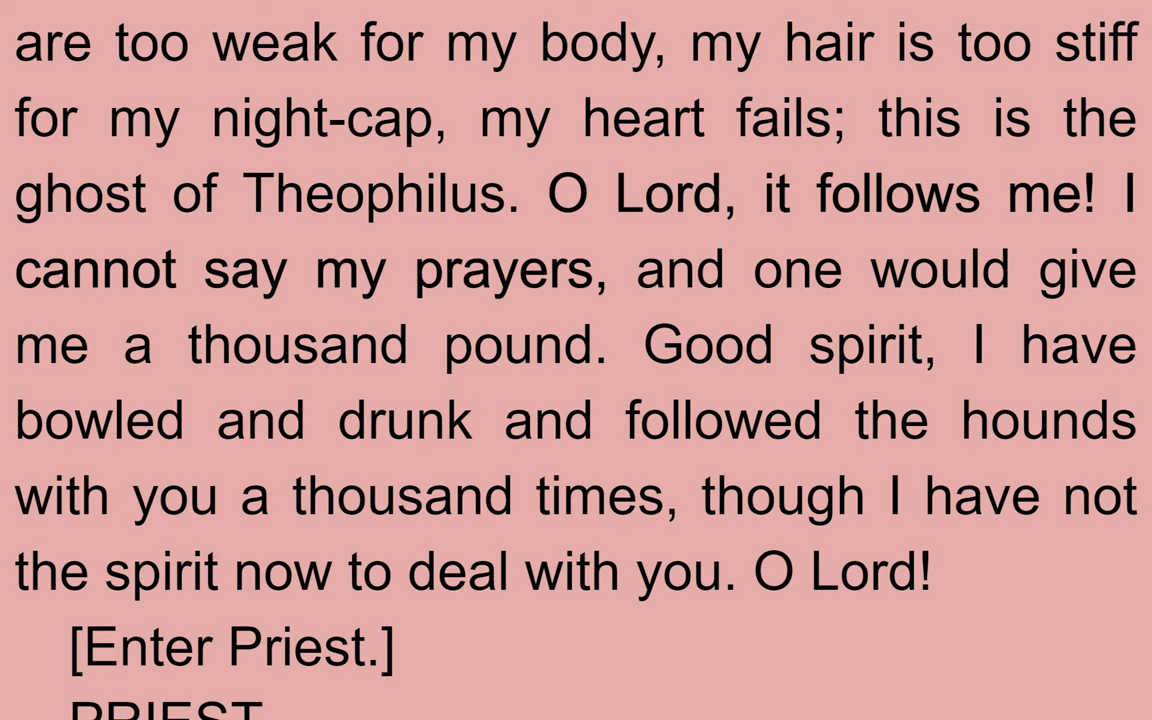 are too weak for my body, my hair is too stiff
for my night-cap, my heart fails; this is the
ghost of Theophilus. O Lord, it follows me! I
cannot say my prayers, and one would give
me a thousand pound. Good spirit, I have
bowled and drunk and followed the hounds
with you a thousand times, though I have not
the spirit now to deal with you. O Lord!
[Enter Priest.]
PRIEST